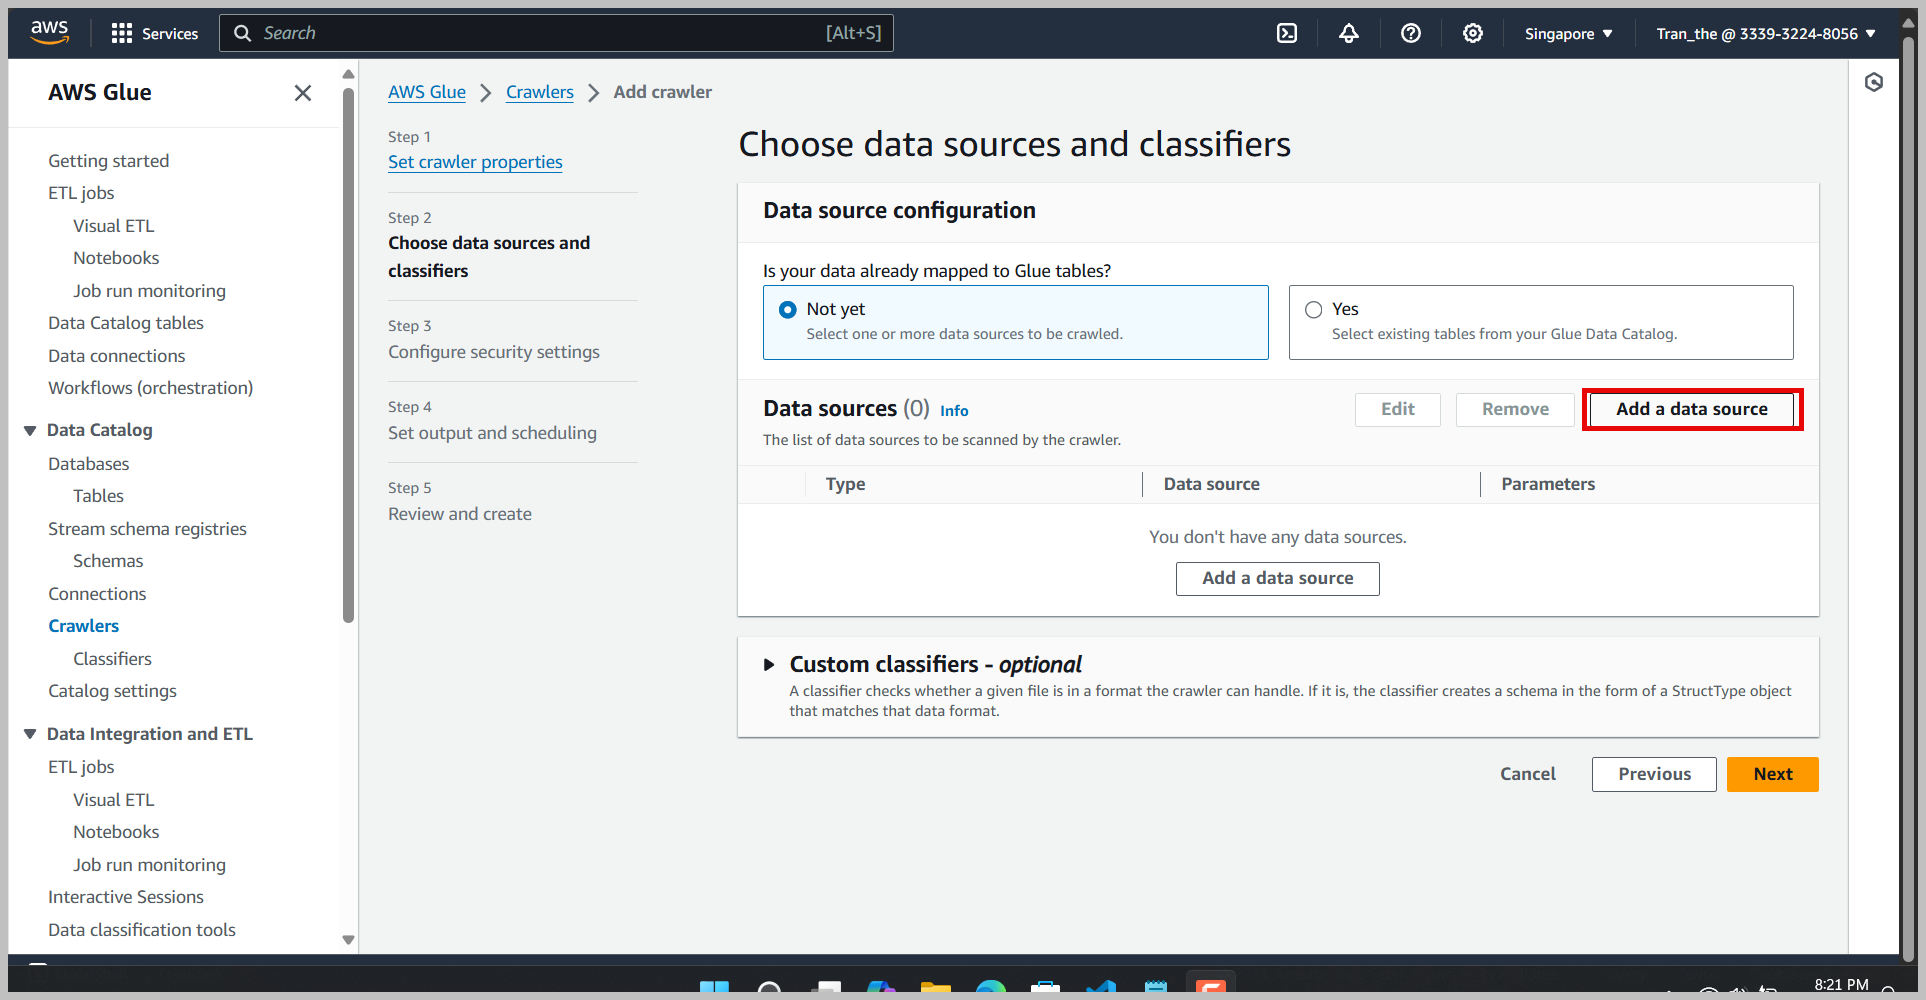 aws
Services
Search
[Alt+S]
Singapore ▼
Tran_the @ 3339-3224-8056 ▼
AWS Glue
Getting started
ETL jobs
Visual ETL
Notebooks
Job run monitoring
Data Catalog tables
Data connections
Workflows (orchestration)
Data Catalog
Databases
Tables
Stream schema registries
Schemas
Connections
Crawlers
Classifiers
Catalog settings
Data Integration and ETL
ETL jobs
Visual ETL
Notebooks
Job run monitoring
Interactive Sessions
Data classification tools
AWS Glue > Crawlers > Add crawler
Step 1
Set crawler properties
Step 2
Choose data sources and
classifiers
Step 3
Configure security settings
Step 4
Set output and scheduling
Step 5
Review and create
Choose data sources and classifiers
Data source configuration
Is your data already mapped to Glue tables?
Not yet
Select one or more data sources to be crawled.
Yes
Select existing tables from your Glue Data Catalog.
Data sources (0) Info
The list of data sources to be scanned by the crawler.
Edit
Remove
Add a data source
Type
Data source
Parameters
You don't have any data sources.
Add a data source
Custom classifiers - optional
A classifier checks whether a given file is in a format the crawler can handle. If it is, the classifier creates a schema in the form of a StructType object
that matches that data format.
Cancel
Previous
Next
8:21 PM